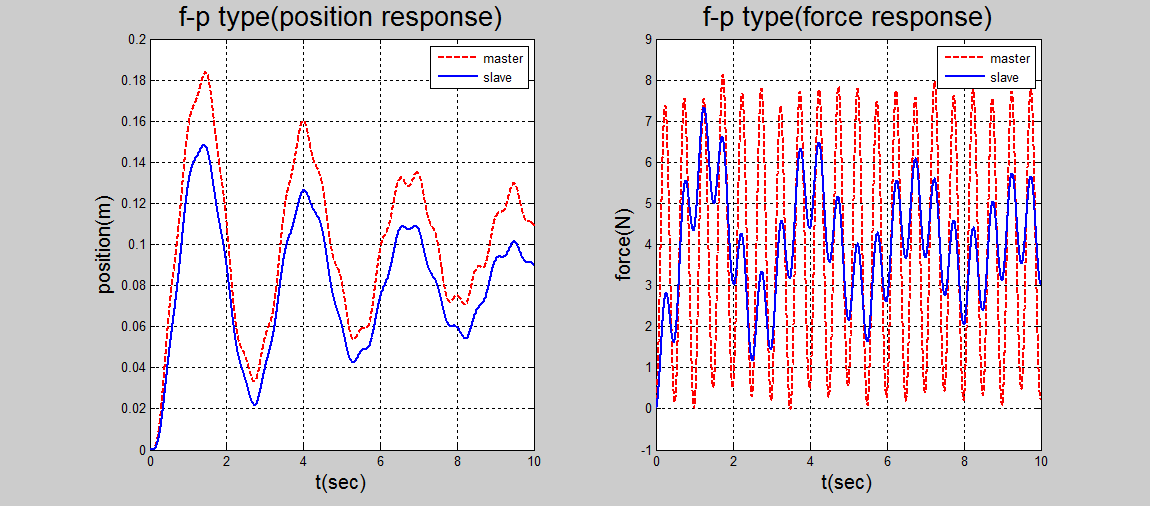 f-p type(position response)
master
slave
position(m)
0.2
0.18
0.16
0.14
0.12
0.1
0.08
0.06
0.04
0.02
0
0 2 4 6 8 10
t(sec)
f-p type(force response)
master
slave
force(N)
9
8
7
6
5
4
3
2
1
0
-1
0 2 4 6 8 10
t(sec)